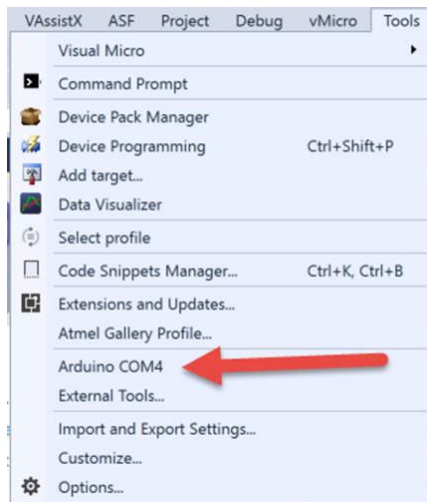 VAssistX ASF Project Debug vMicro Tools
Visual Micro
Command Prompt
Device Pack Manager
Device Programming Ctrl+Shift+P
Add target...
Data Visualizer
Select profile
Code Snippets Manager... Ctrl+K, Ctrl+B
Extensions and Updates...
Atmel Gallery Profile...
Arduino COM4
External Tools...
Import and Export Settings...
Customize...
Options...